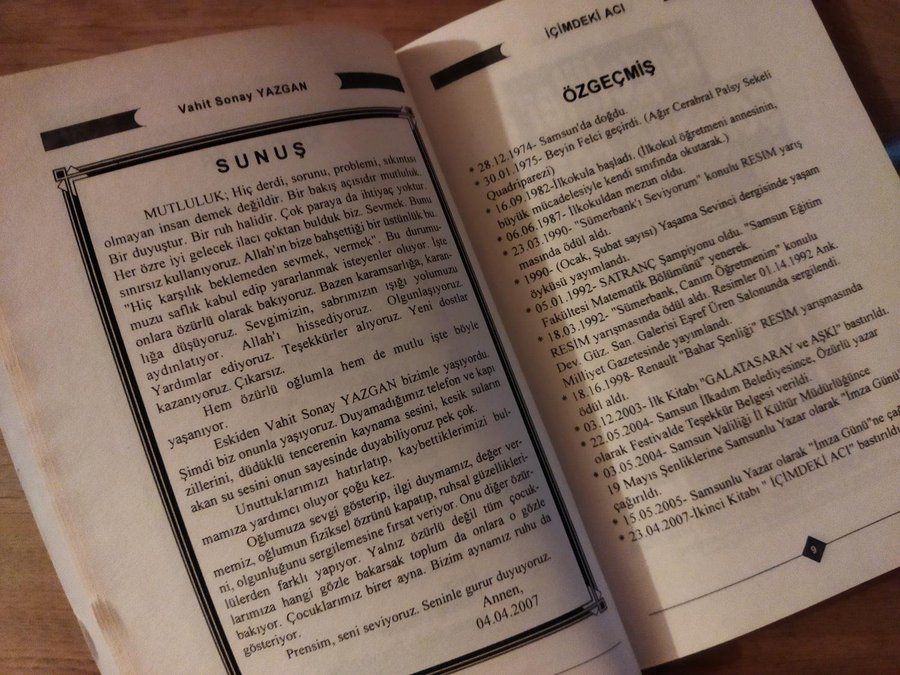 Vahit Sonay YAZGAN
SUNUŞ
MUTLULUK; Hiç derdi, sorunu, problemi, sıkıntısı
olmayan insan demek değildir. Bir bakış açısıdır mutluluk.
Bir duyuştur. Bir ruh halidir. Çok paraya da ihtiyaç yoktur.
Her özre iyi gelecek ilacı çoktan bulduk biz. Sevmek. Bunu
sınırsız kullanıyoruz. Allah'ın bize bahşettiği bir üstünlük bu.
"Hiç karşılık beklemeden sevmek, vermek". Bu durumu-
muzu saflık kabul edip yararlanmak isteyenler oluyor. İşte
onlara özürlü olarak bakıyoruz. Bazen karamsarlığa, karan-
lığa düşüyoruz. Sevgimizin, sabrımızın ışığı yolumuzu
aydınlatıyor. Allah'ı hissediyoruz. Olgunlaşıyoruz.
Yardımlar ediyoruz. Teşekkürler alıyoruz. Yeni dostlar
kazanıyoruz. Çıkarsız.
Hem özürlü oğlumla hem de mutlu işte böyle
yaşanıyor.
Eskiden Vahit Sonay YAZGAN bizimle yaşıyordu.
Şimdi biz onunla yaşıyoruz. Duyamadığımız telefon ve kapı
zillerini, düdüklü tencerenin kaynama sesini, kesik suların
akan su sesini onun sayesinde duyabiliyoruz pek çok.
Unuttuklarımızı hatırlatıp, kaybettiklerimizi bul-
mamıza yardımcı oluyor çoğu kez.
Oğlumuza sevgi gösterip, ilgi duymamız, değer ver-
memiz, oğlumun fiziksel özrünü kapatıp, ruhsal güzellikleri-
ni, olgunluğunu sergilemesine fırsat veriyor. Onu diğer özür-
lülerden farklı yapıyor. Yalnız özürlü değil tüm çocuk-
larımıza hangi gözle bakarsak toplum da onlara o gözle
bakıyor. Çocuklarımız birer ayna. Bizim aynamız ruhu da
gösteriyor.
Prensim, seni seviyoruz. Seninle gurur duyuyoruz.
Annen,
04.04.2007
İÇİMDEKİ ACI
ÖZGEÇMİŞ
* 28.12.1974- Samsun'da doğdu.
* 30.01.1975- Beyin Felci geçirdi. (Ağır Cerabral Palsy Sekeli
Quadriparezi)
* 16.09.1982-İlkokula başladı. (İlkokul öğretmeni annesinin,
büyük mücadelesiyle kendi sınıfında okutarak.)
* 06.06.1987- İlkokuldan mezun oldu.
* 23.03.1990- "Sümerbank'ı Seviyorum" konulu RESİM yarış
masında ödül aldı.
* 1990- (Ocak, Şubat sayısı) Yaşama Sevinci dergisinde yaşam
öyküsü yayımlandı.
* 05.01.1992- SATRANÇ Şampiyonu oldu. "Samsun Eğitim
Fakültesi Matematik Bölümünü" yenerek.
* 18.03.1992- "Sümerbank, Canım Öğretmenim" konulu
RESİM yarışmasında ödül aldı. Resimler 01.14.1992 Ank.
Dev. Güz. San. Galerisi Eşref Üren Salonunda sergilendi.
Milliyet Gazetesinde yayımlandı.
* 18.16.1998- Renault "Bahar Şenliği" RESİM yarışmasında
ödül aldı.
* 03.12.2003- İlk Kitabı "GALATASARAY ve AŞKI" bastırıldı.
* 22.05.2004- Samsun İlkadım Belediyesince, Özürlü yazar
olarak Festivalde Teşekkür Belgesi verildi.
* 03.05.2004- Samsun Valiliği İl Kültür Müdürlüğünce
19 Mayıs Şenliklerine Samsunlu Yazar olarak "İmza Günü"
çağırıldı.
* 15.05.2005- Samsunlu Yazar olarak "İmza Günü"ne
* 23.04.2007-İkinci Kitabı " İÇİMDEKİ ACI" bastırıldı
9